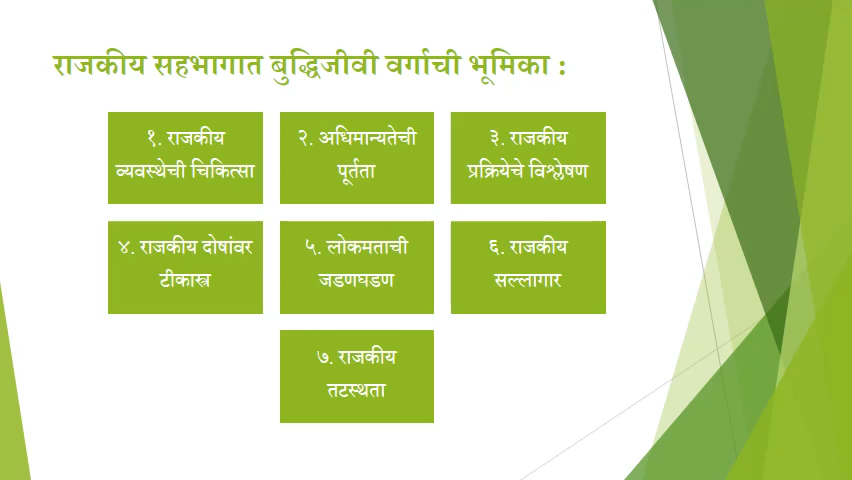 राजकीय सहभागात बुद्धिजीवी वर्गाची भूमिका :
१. राजकीय
व्यवस्थेची चिकित्सा
२. अधिमान्यतेची
पूर्तता
३. राजकीय
प्रक्रियेचे विश्लेषण
४. राजकीय दोषांवर
टीकास्त्र
५. लोकमताची
जडणघडण
६. राजकीय
सल्लागार
७. राजकीय
तटस्थता